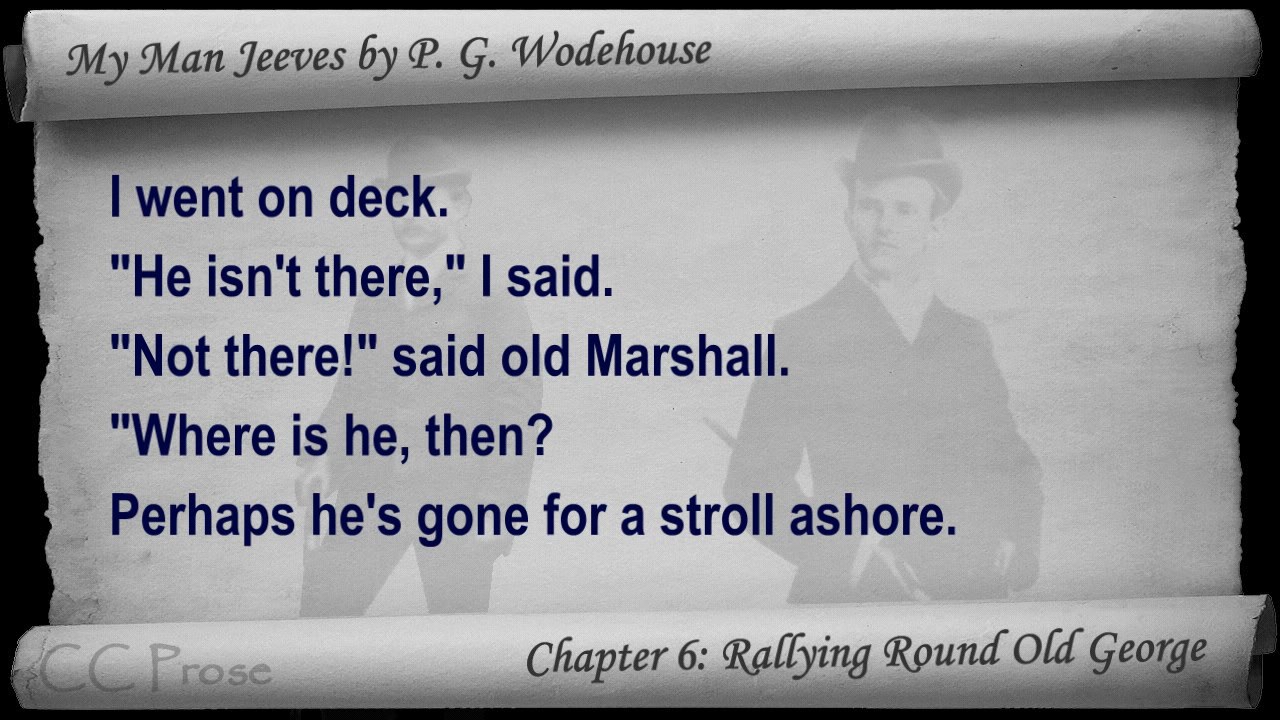 My Man Jeeves by P. G. Wodehouse
I went on deck.
"He isn't there," I said.
"Not there!" said old Marshall.
"Where is he, then?
Perhaps he's gone for a stroll ashore.
CC Prose
Chapter 6: Rallying Round Old George